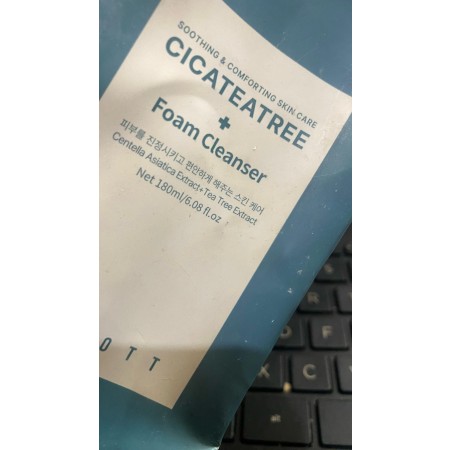 SOOTHING & COMFORTING SKIN CARE
CICATEATREE
+
Foam Cleanser
피부를 진정시키고 편안하게 해주는 스킨 케어
Centella Asiatica Extract+Tea Tree Extract
Net 180ml/6.08 fl.oz
OTT
alt